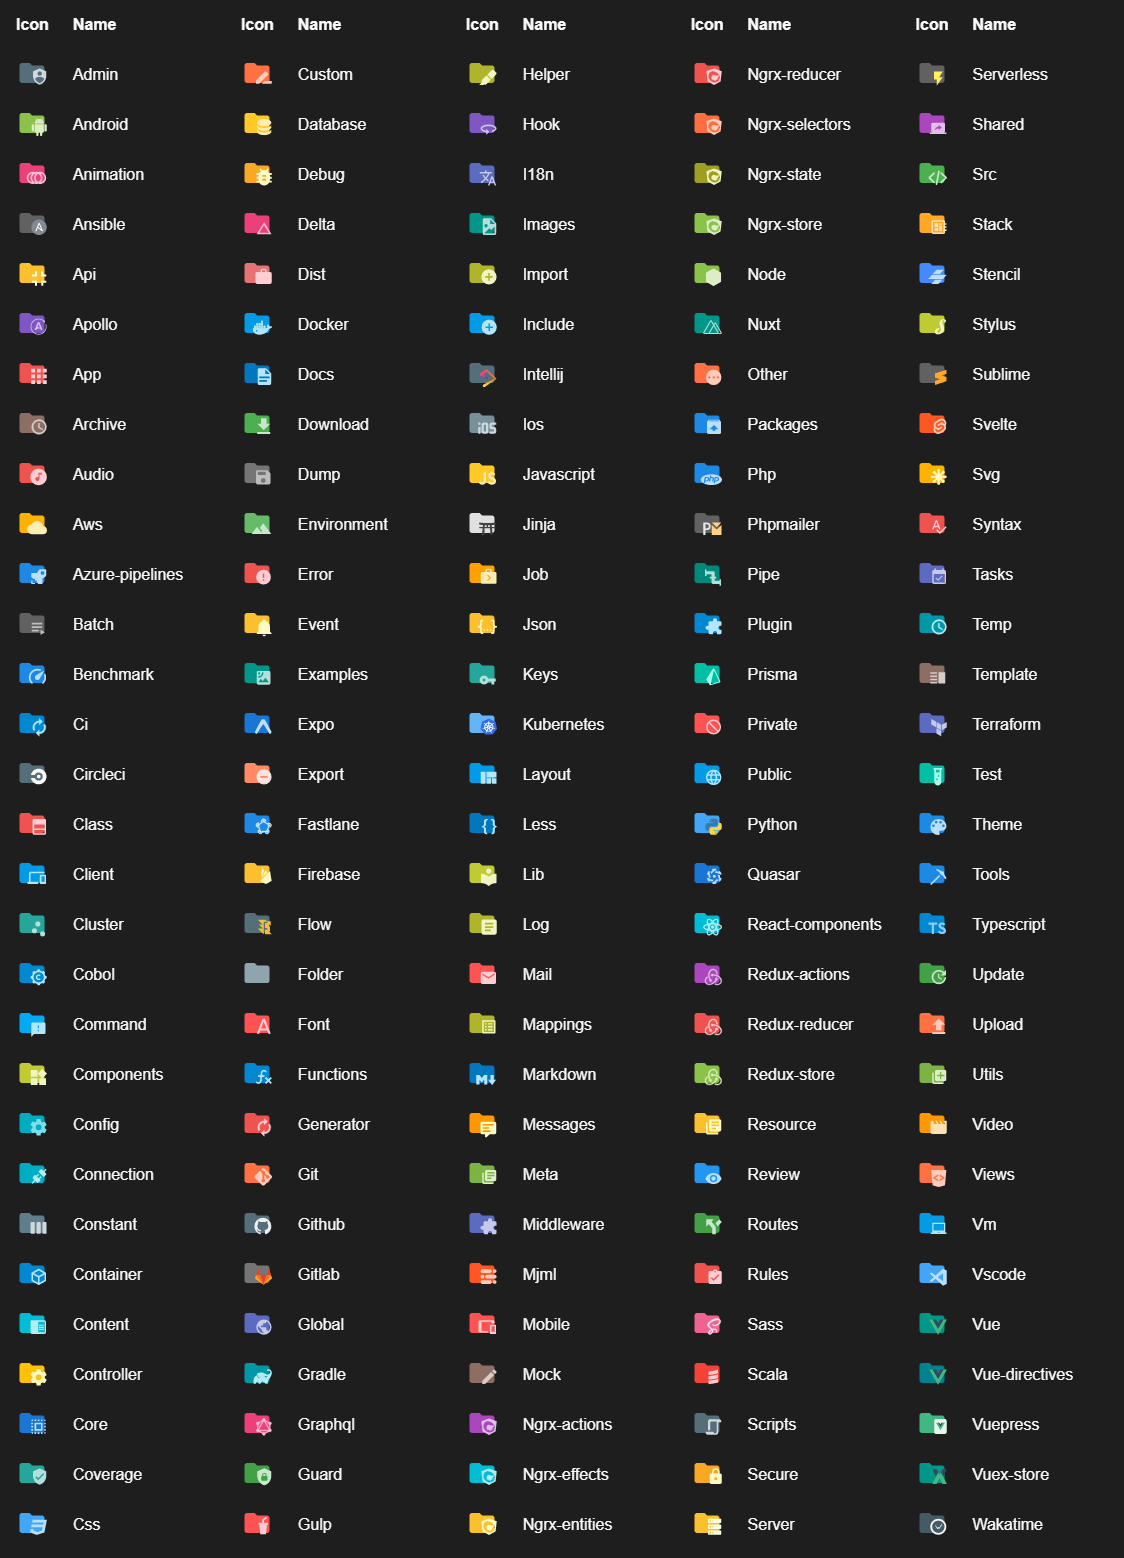 Icon Name Icon Name Icon Name Icon Name Icon Name
Admin Custom Helper Ngrx-reducer Serverless
Android Database Hook Ngrx-selectors Shared
Animation Debug I18n Ngrx-state Src
Ansible Delta Images Ngrx-store Stack
Api Dist Import Node Stencil
Apollo Docker Include Nuxt Stylus
App Docs Intellij Other Sublime
Archive Download Ios Packages Svelte
Audio Dump Javascript Php Svg
Aws Environment Jinja Phpmailer Syntax
Azure-pipelines Error Job Pipe Tasks
Batch Event Json Plugin Temp
Benchmark Examples Keys Prisma Template
Ci Expo Kubernetes Private Terraform
Circleci Export Layout Public Test
Class Fastlane Less Python Theme
Client Firebase Lib Quasar Tools
Cluster Flow Log React-components Typescript
Cobol Folder Mail Redux-actions Update
Command Font Mappings Redux-reducer Upload
Components Functions Markdown Redux-store Utils
Config Generator Messages Resource Video
Connection Git Meta Review Views
Constant Github Middleware Routes Vm
Container Gitlab Mjml Rules Vscode
Content Global Mobile Sass Vue
Controller Gradle Mock Scala Vue-directives
Core Graphql Ngrx-actions Scripts Vuepress
Coverage Guard Ngrx-effects Secure Vuex-store
Css Gulp Ngrx-entities Server Wakatime